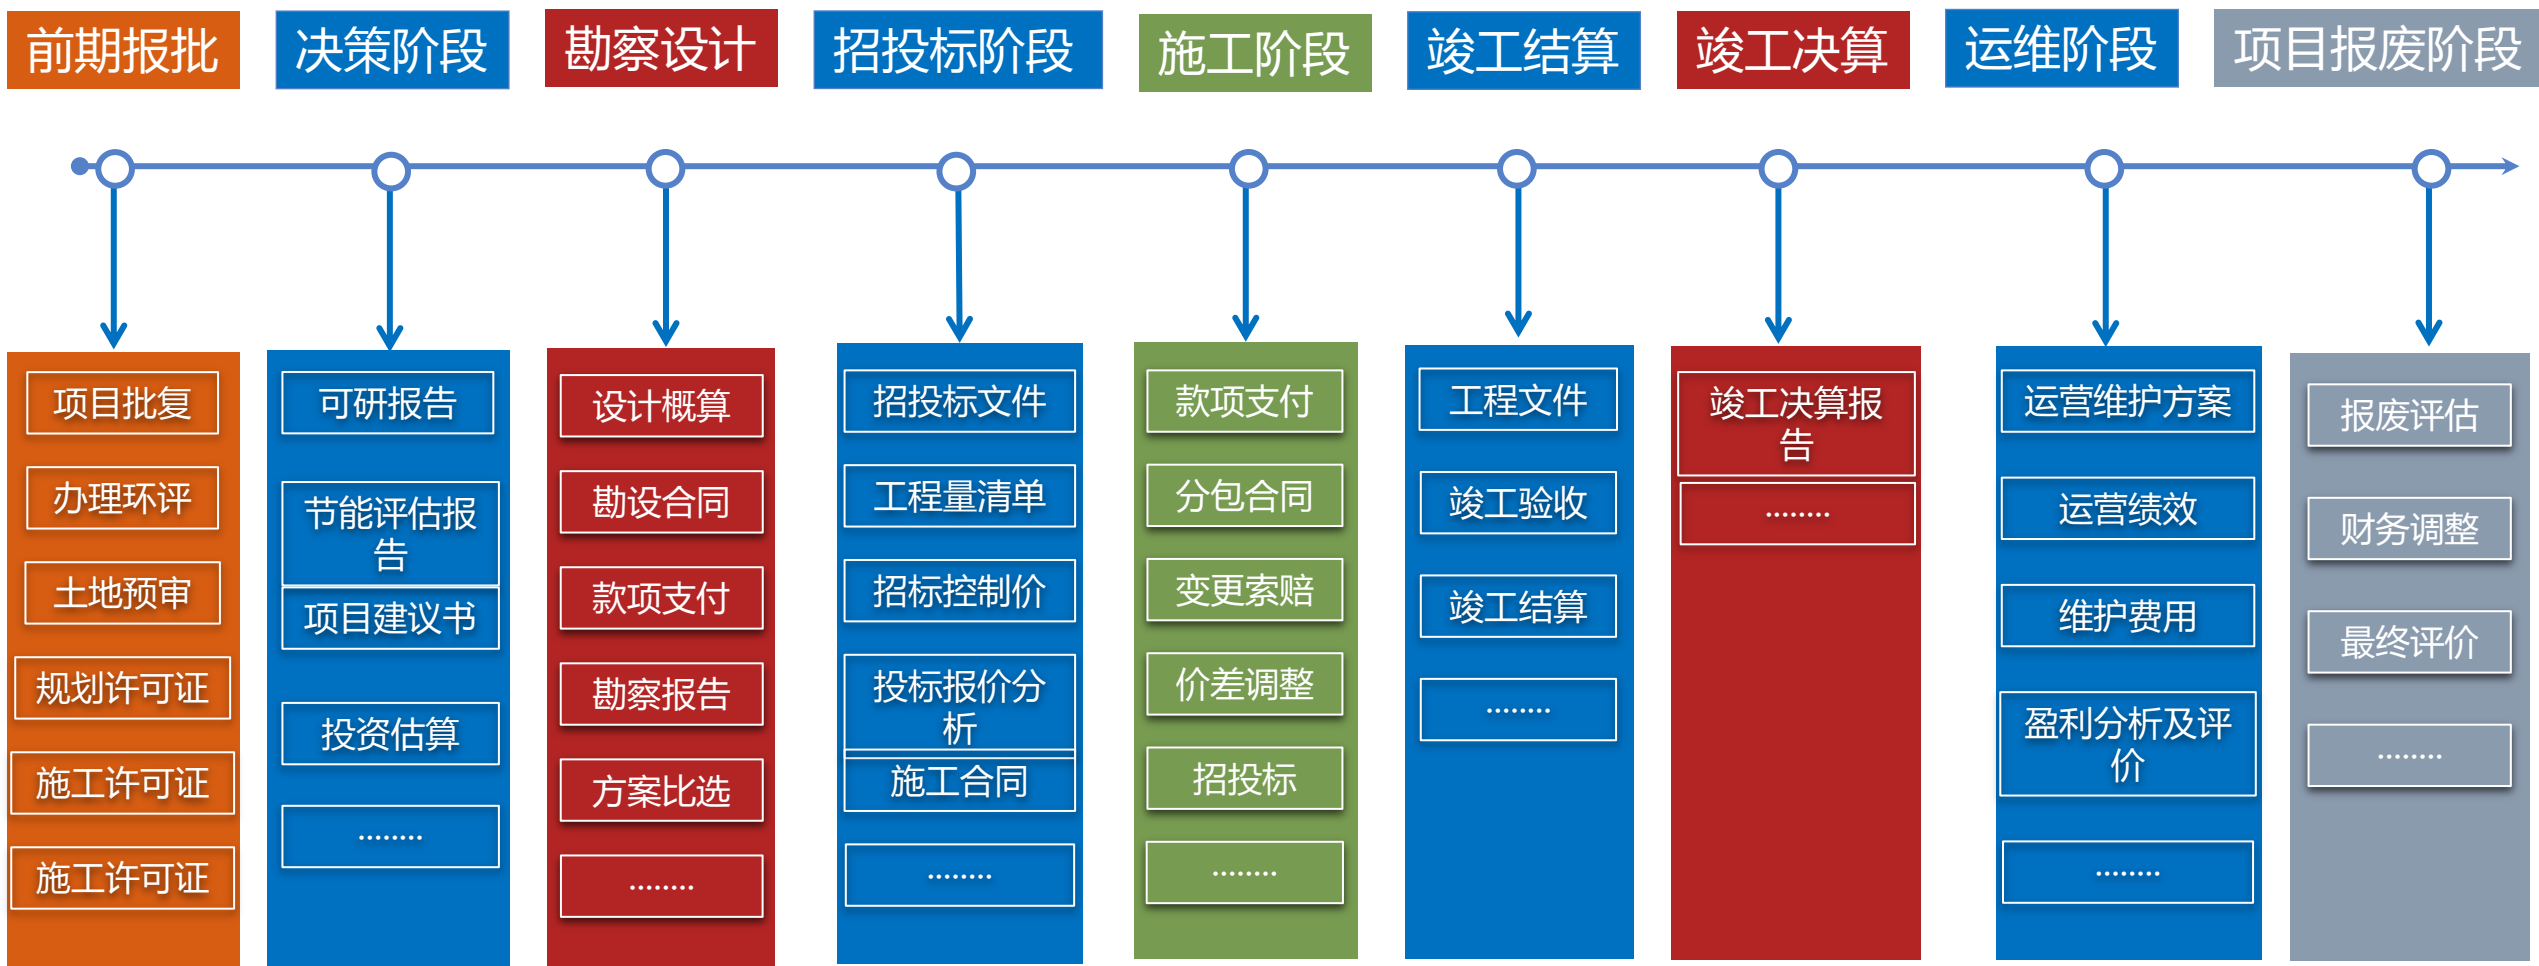 前期报批
决策阶段
勘察设计
招投标阶段
施工阶段
竣工结算
竣工决算
运维阶段
项目报废阶段
项目批复
办理环评
土地预审
规划许可证
施工许可证
施工许可证
可研报告
节能评估报
告
项目建议书
投资估算
........
设计概算
勘设合同
款项支付
勘察报告
方案比选
........
招投标文件
工程量清单
招标控制价
投标报价分
析
施工合同
........
款项支付
分包合同
变更索赔
价差调整
招投标
........
工程文件
竣工验收
竣工结算
........
竣工决算报
告
........
运营维护方案
运营绩效
维护费用
盈利分析及评
价
........
报废评估
财务调整
最终评价
........